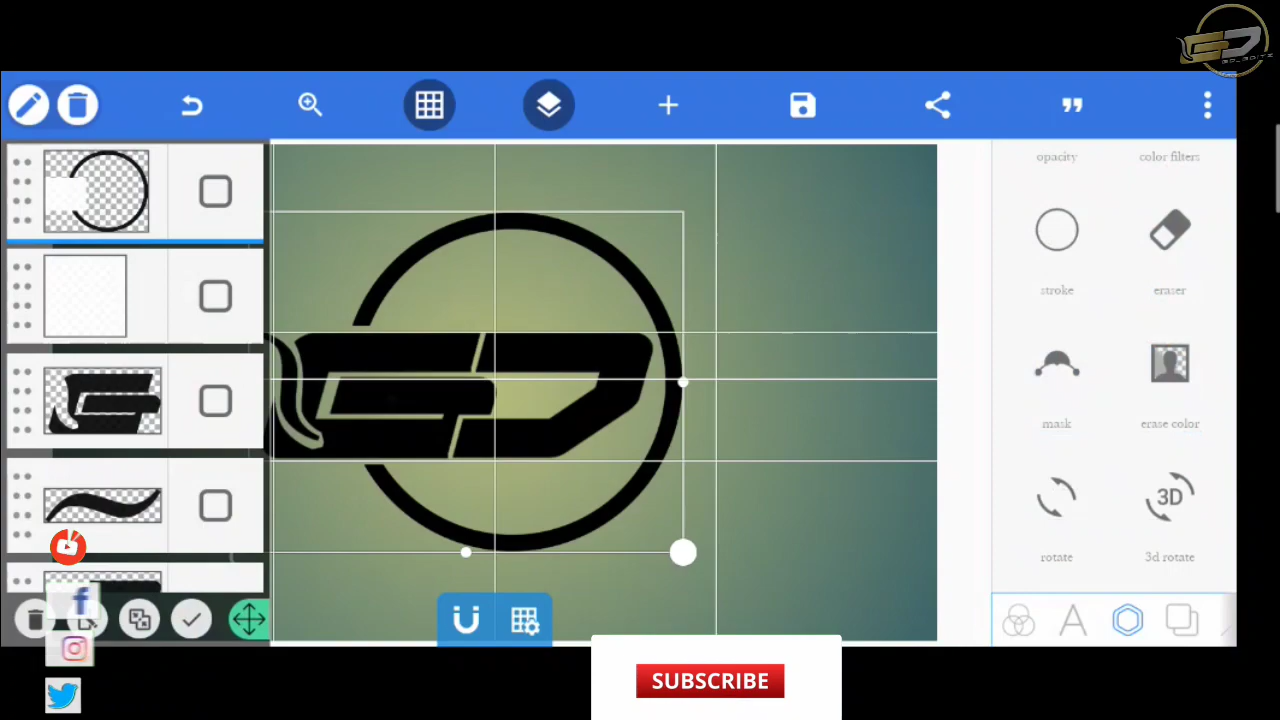 opacity color filters
stroke eraser
mask erase color
3D
rotate 3d rotate
SUBSCRIBE